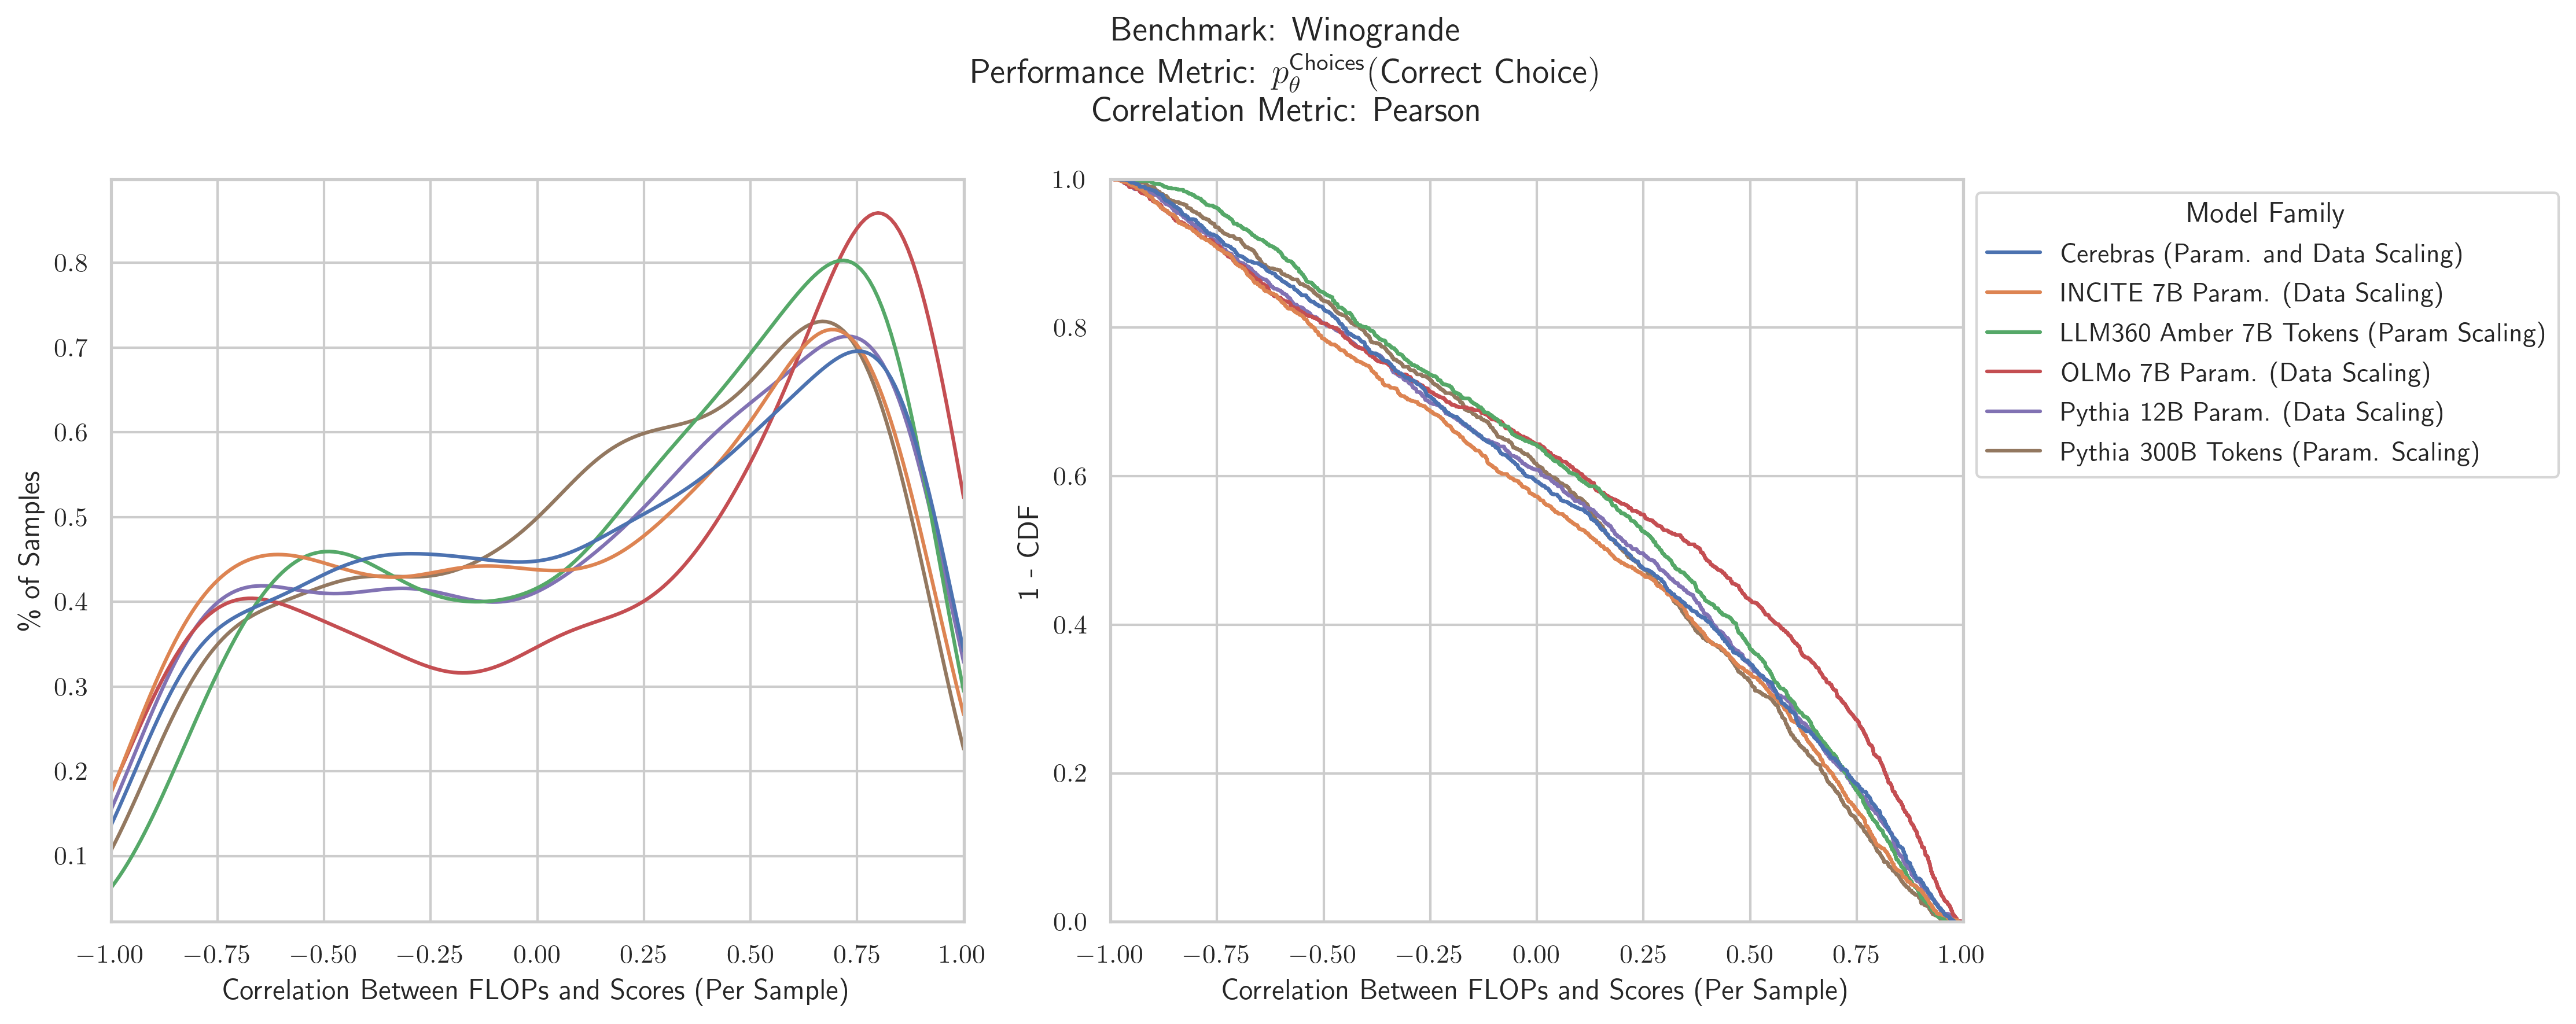 Benchmark: Winogrande
Performance Metric: $p_\theta^{\text{Choices}}$(Correct Choice)
Correlation Metric: Pearson
% of Samples
0.8
0.7
0.6
0.5
0.4
0.3
0.2
0.1
−1.00 −0.75 −0.50 −0.25 0.00 0.25 0.50 0.75 1.00
Correlation Between FLOPs and Scores (Per Sample)
1 - CDF
1.0
0.8
0.6
0.4
0.2
0.0
−1.00 −0.75 −0.50 −0.25 0.00 0.25 0.50 0.75 1.00
Correlation Between FLOPs and Scores (Per Sample)
Model Family
Cerebras (Param. and Data Scaling)
INCITE 7B Param. (Data Scaling)
LLM360 Amber 7B Tokens (Param Scaling)
OLMo 7B Param. (Data Scaling)
Pythia 12B Param. (Data Scaling)
Pythia 300B Tokens (Param. Scaling)